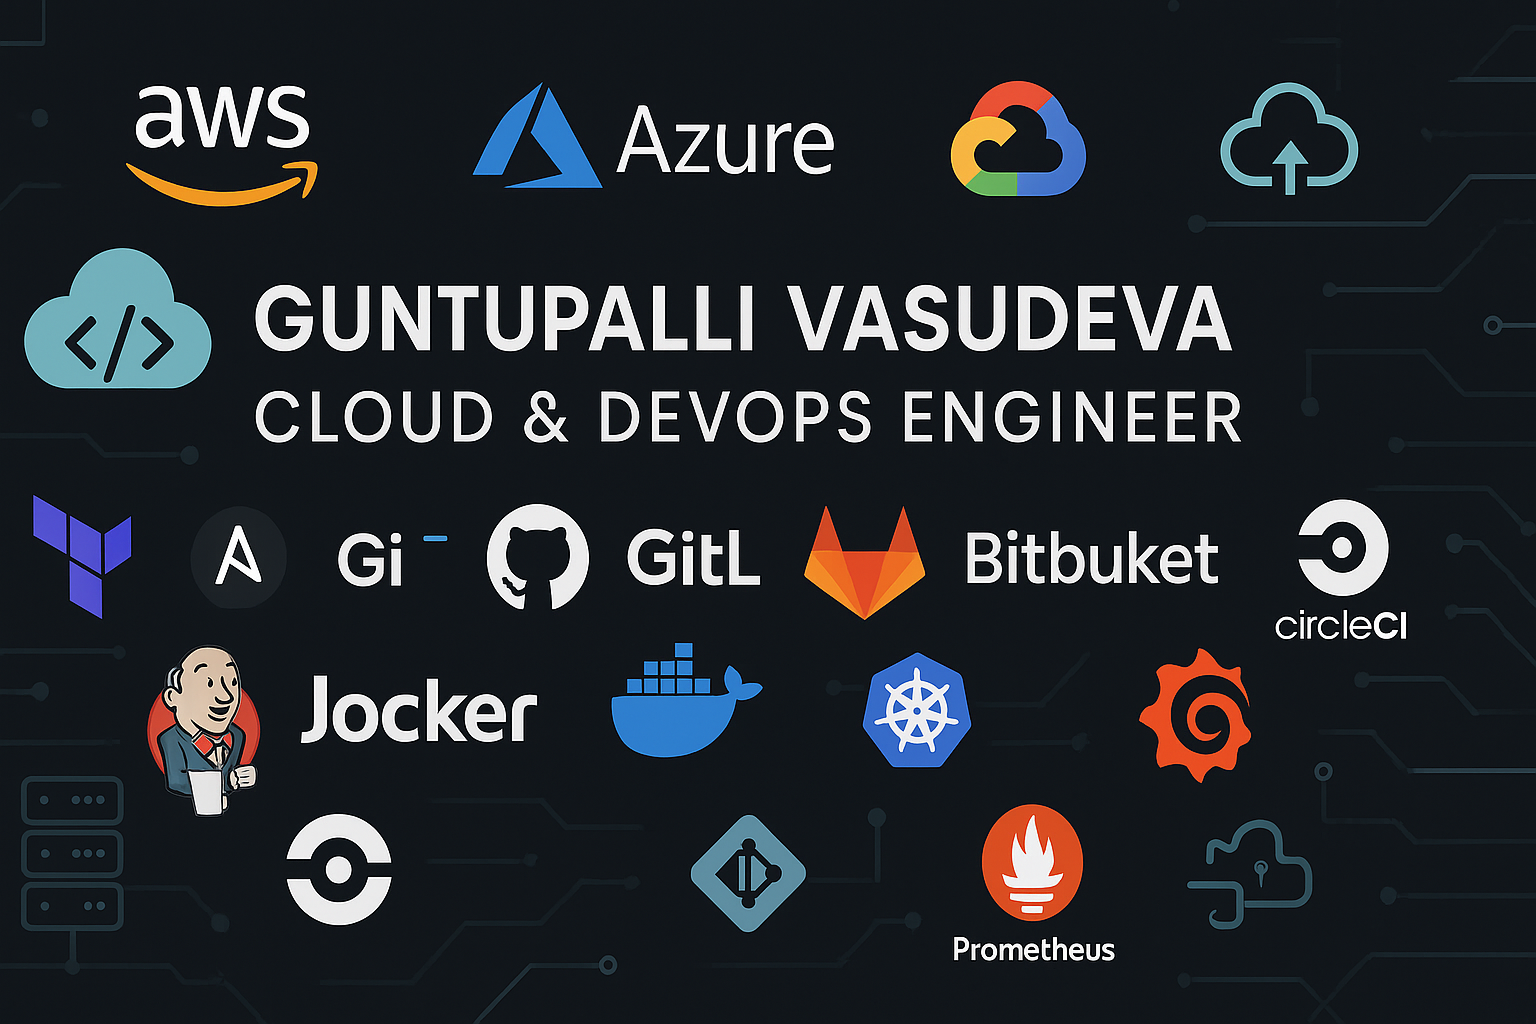 aws
Azure
GUNTUPALLI VASUDEVA
CLOUD & DEVOPS ENGINEER
Gi
GitL
Bitbuket
circleCI
Jocker
Prometheus